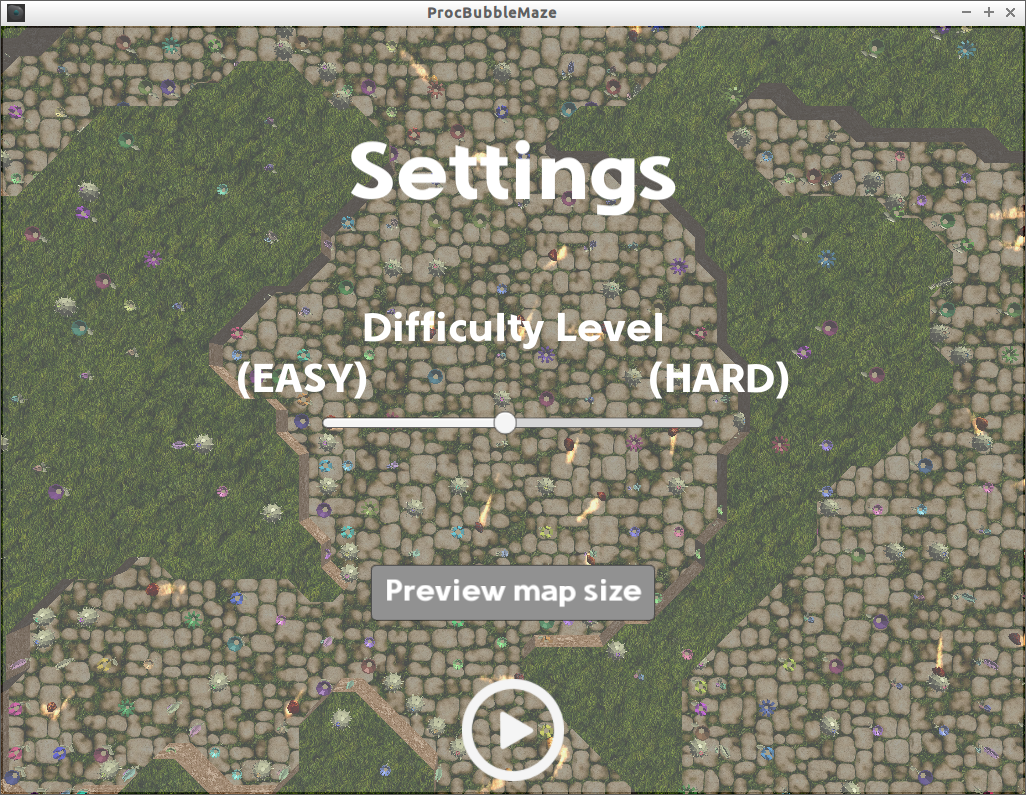 ProcBubbleMaze
Settings
Difficulty Level
(EASY) (HARD)
Preview map size